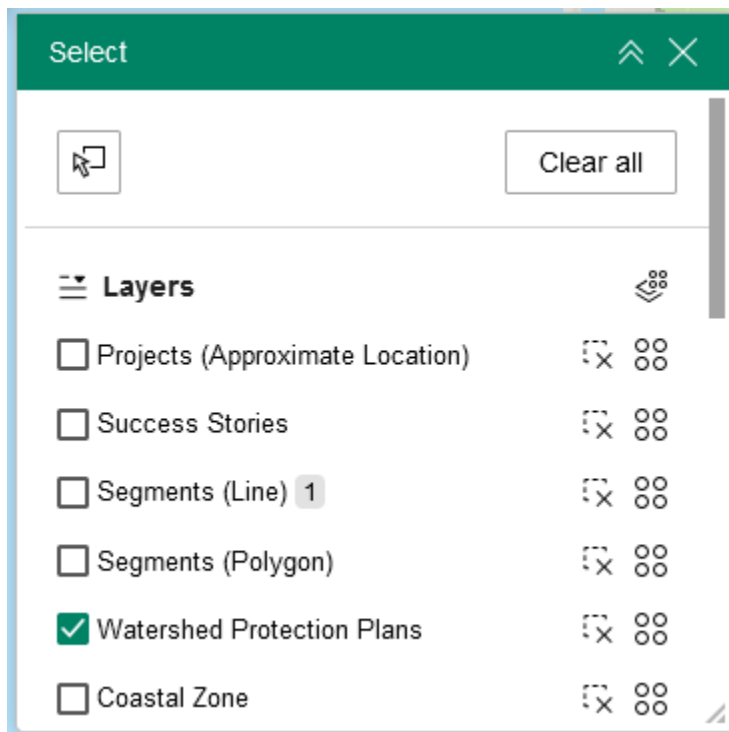 Select
Clear all
Layers
Projects (Approximate Location)
Success Stories
Segments (Line) 1
Segments (Polygon)
Watershed Protection Plans
Coastal Zone